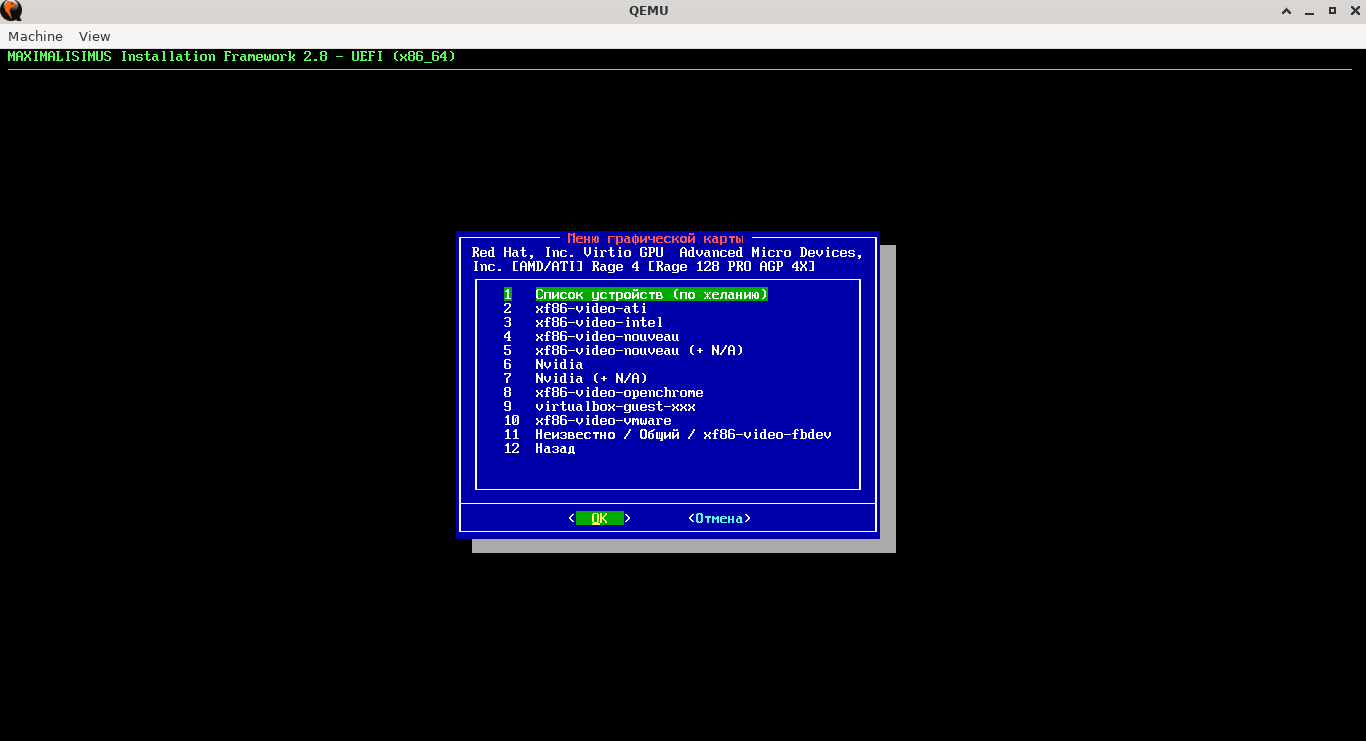 QEMU
Machine View
MAXIMALISIMUS Installation Framework 2.8 - UEFI (x86_64)
Меню графической карты
Red Hat, Inc. Virtio GPU  Advanced Micro Devices,
Inc. [AMD/ATI] Rage 4 [Rage 128 PRO AGP 4X]
1 Список устройств (по желанию)
2 xf86-video-ati
3 xf86-video-intel
4 xf86-video-nouveau
5 xf86-video-nouveau (+ N/A)
6 Nvidia
7 Nvidia (+ N/A)
8 xf86-video-openchrome
9 virtualbox-guest-xxx
10 xf86-video-vmware
11 Неизвестно / Общий / xf86-video-fbdev
12 Назад
< OK > <Отмена>